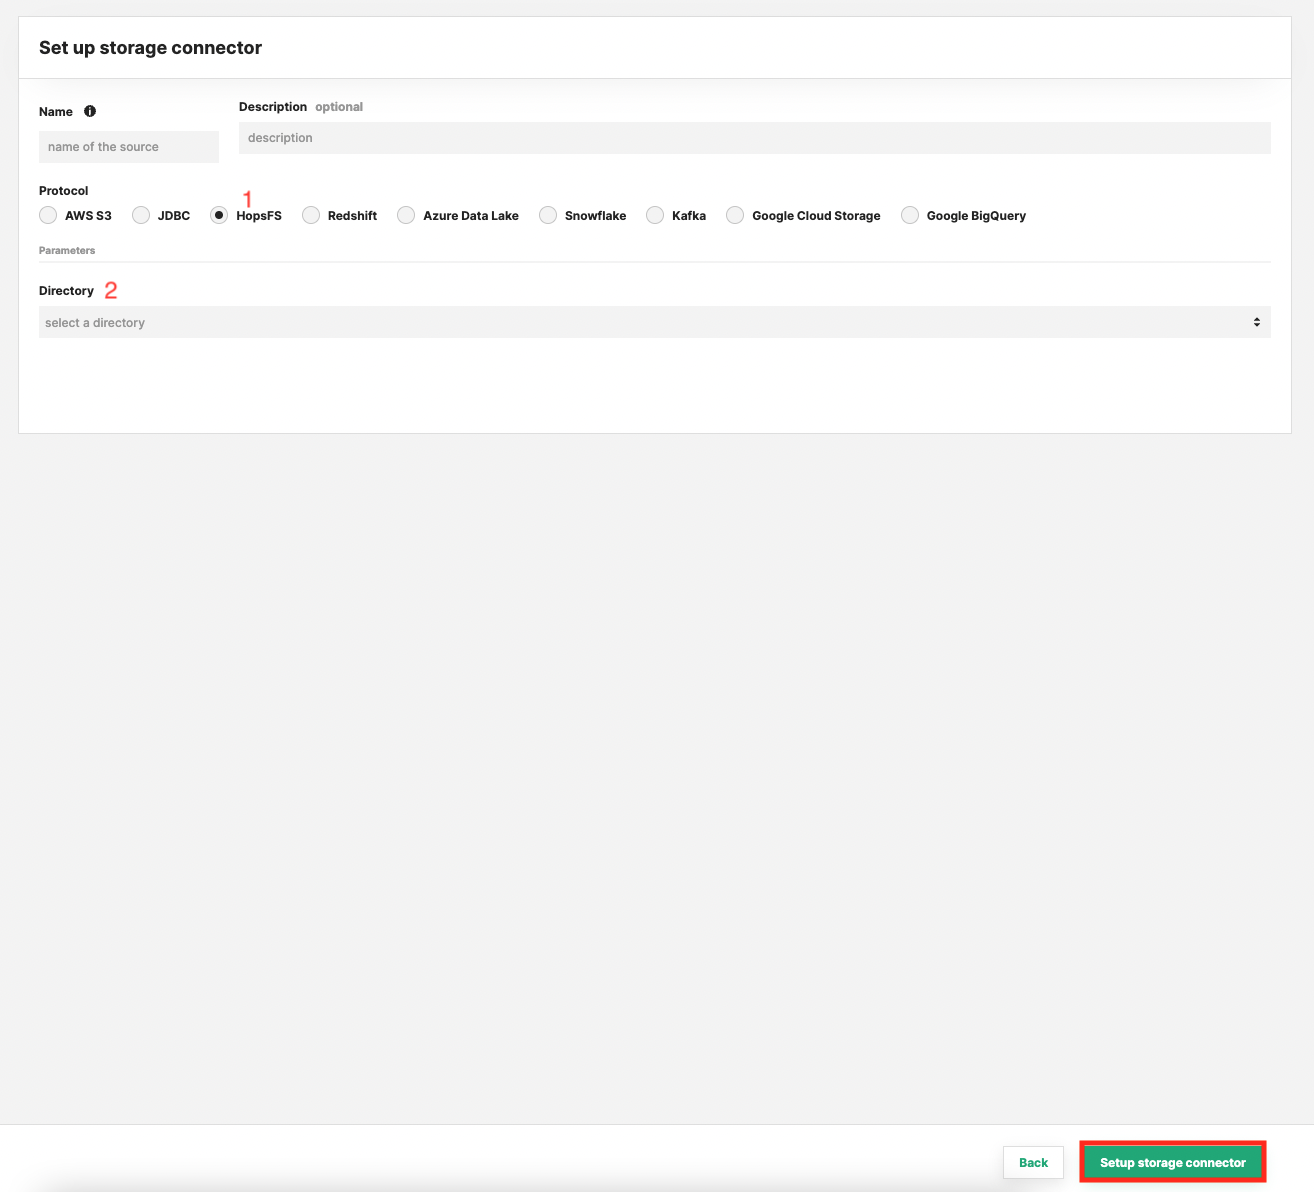 Set up storage connector
Name
Description optional
name of the source
description
Protocol
1
AWS S3 JDBC HopsFS Redshift Azure Data Lake Snowflake Kafka Google Cloud Storage Google BigQuery
Parameters
Directory 2
select a directory
Back Setup storage connector